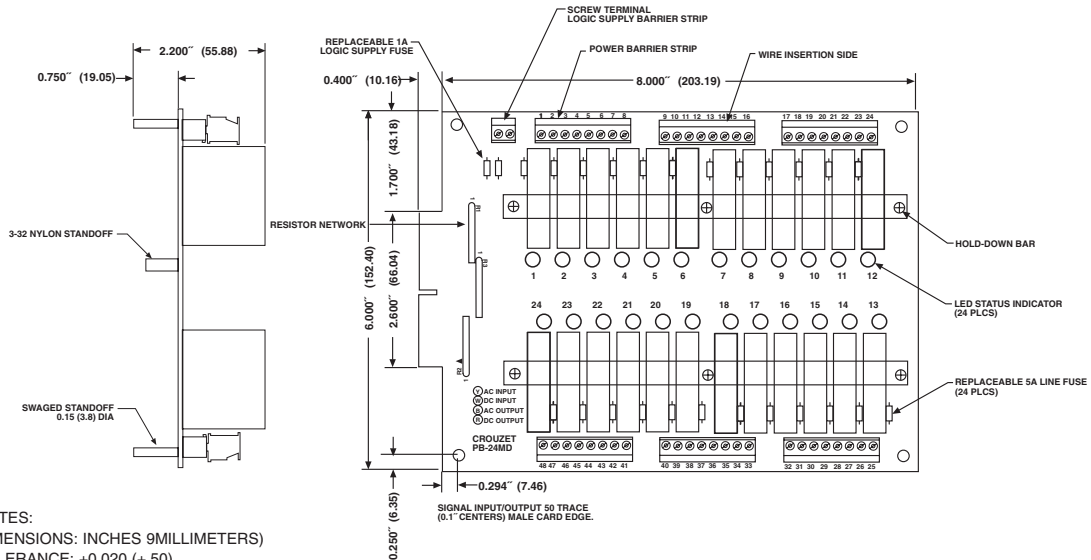 SCREW TERMINAL
LOGIC SUPPLY BARRIER STRIP
REPLACEABLE 1A
LOGIC SUPPLY FUSE
POWER BARRIER STRIP
WIRE INSERTION SIDE
2.200˝ (55.88)
0.750˝ (19.05)
0.400˝ (10.16)
8.000˝ (203.19)
1 2 3 4 5 6 7 8
9 10 11 12 13 14 15 16
17 18 19 20 21 22 23 24
1.700˝ (43.18)
RESISTOR NETWORK
R1
1
R3
1
3-32 NYLON STANDOFF
HOLD-DOWN BAR
6.000˝ (152.40)
2.600˝ (66.04)
1 2 3 4 5 6 7 8 9 10 11 12
LED STATUS INDICATOR
(24 PLCS)
24 23 22 21 20 19 18 17 16 15 14 13
R2
1
Y AC INPUT
W DC INPUT
B AC OUTPUT
R DC OUTPUT
REPLACEABLE 5A LINE FUSE
(24 PLCS)
SWAGED STANDOFF
0.15 (3.8) DIA
CROUZET
PB-24MD
48 47 46 45 44 43 42 41
40 39 38 37 36 35 34 33
32 31 30 29 28 27 26 25
0.294˝ (7.46)
0.250˝ (6.35)
SIGNAL INPUT/OUTPUT 50 TRACE
(0.1˝ CENTERS) MALE CARD EDGE.
TES:
MENSIONS: INCHES 9MILLIMETERS)